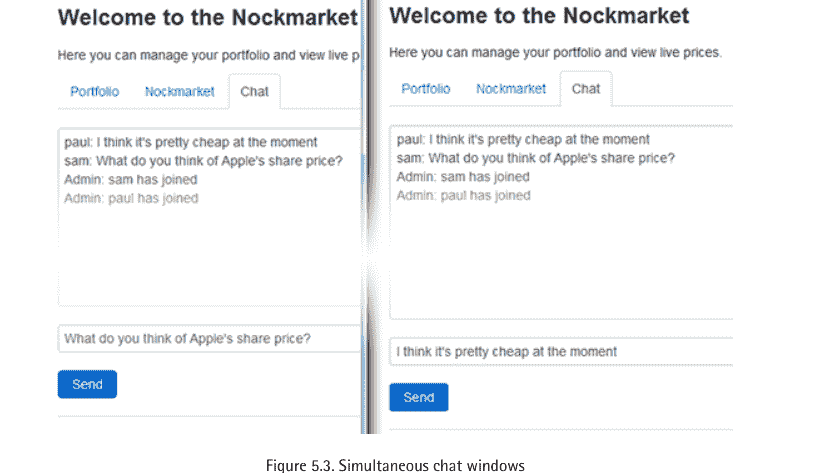 Welcome to the Nockmarket
Here you can manage your portfolio and view live p
Portfolio Nockmarket Chat
paul: I think it's pretty cheap at the moment
sam: What do you think of Apple's share price?
Admin: sam has joined
Admin: paul has joined
What do you think of Apple's share price?
Send
Welcome to the Nockmarket
Here you can manage your portfolio and view live prices.
Portfolio Nockmarket Chat
paul: I think it's pretty cheap at the moment
sam: What do you think of Apple's share price?
Admin: sam has joined
Admin: paul has joined
I think it's pretty cheap at the moment
Send
Figure 5.3. Simultaneous chat windows